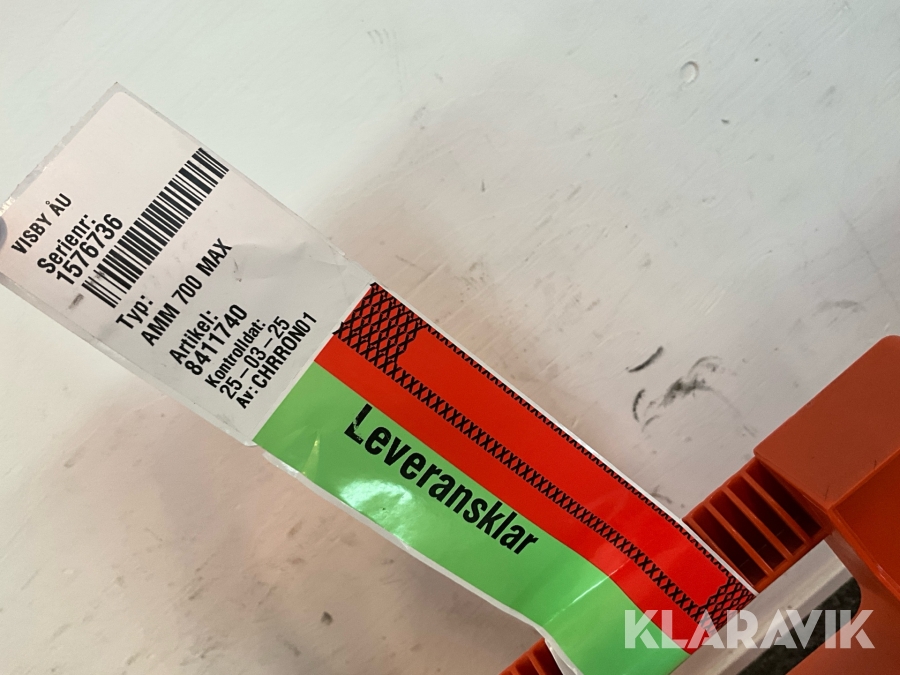 VISBY ÅU
Serienr:
1576736
Typ:
AMM 700 MAX
Artikel:
8411740
Kontrolldat:
25-03-25
Av: CHRRON01
Leveransklar
KLARAVIK